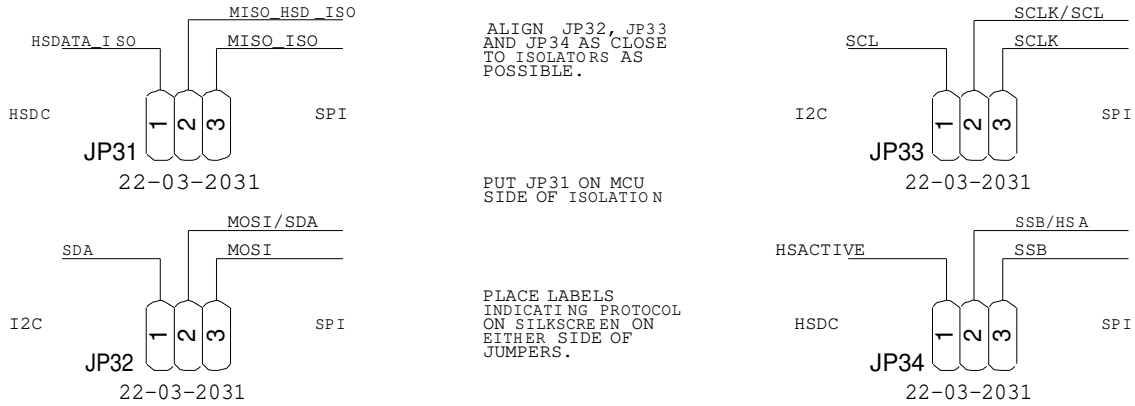 MISO_HSD_ISO
HSDATA_ISO
MISO_ISO
HSDC
1
2
3
SPI
JP31
22-03-2031
MOSI/SDA
SDA
MOSI
I2C
1
2
3
SPI
JP32
22-03-2031
ALIGN JP32, JP33
AND JP34 AS CLOSE
TO ISOLATORS AS
POSSIBLE.
PUT JP31 ON MCU
SIDE OF ISOLATION
PLACE LABELS
INDICATING PROTOCOL
ON SILKSCREEN ON
EITHER SIDE OF
JUMPERS.
SCLK/SCL
SCL
SCLK
I2C
1
2
3
SPI
JP33
22-03-2031
SSB/HSA
HSACTIVE
SSB
HSDC
1
2
3
SPI
JP34
22-03-2031